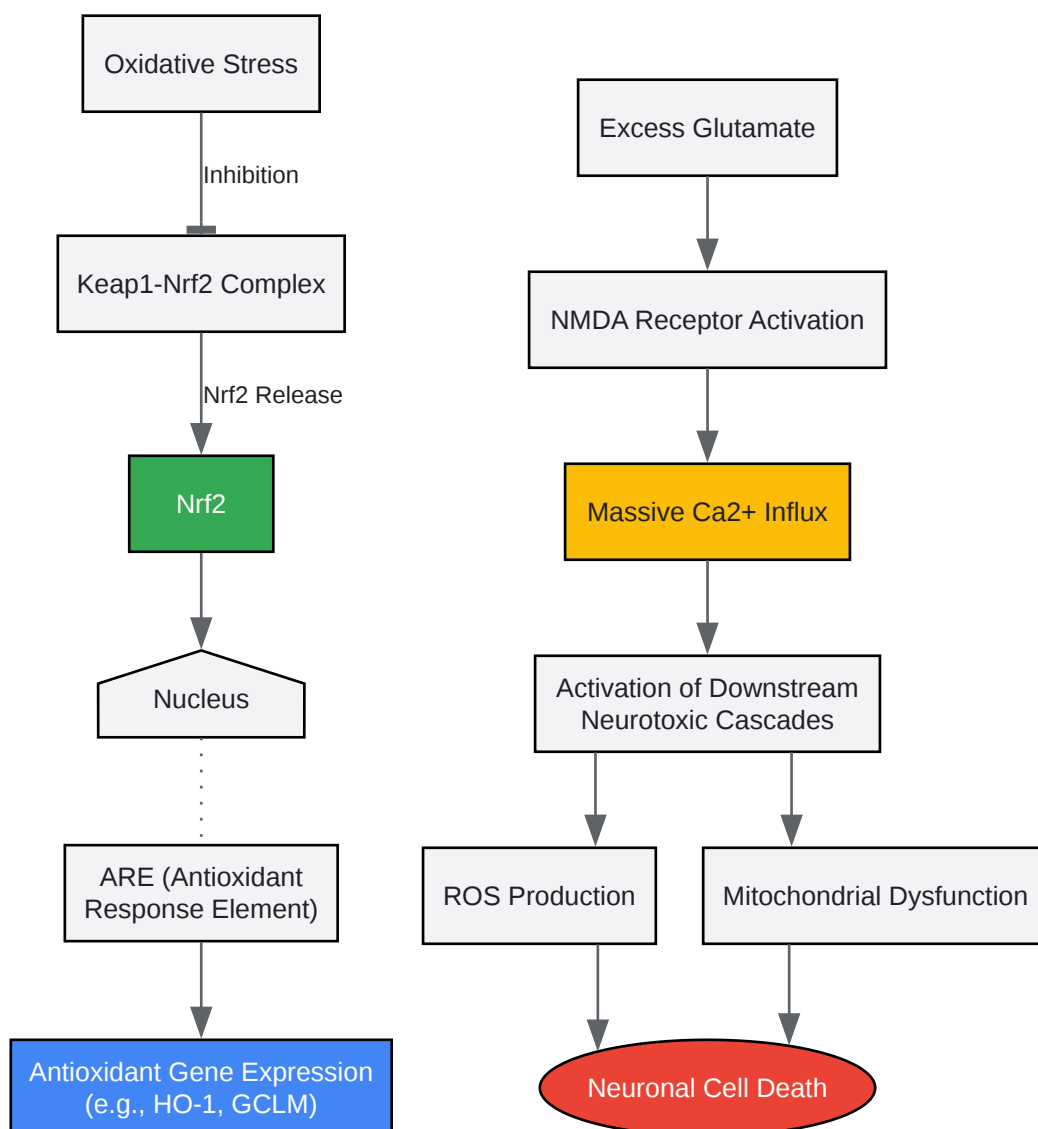 Oxidative Stress
Inhibition
Keap1-Nrf2 Complex
Nrf2 Release
Nrf2
Nucleus
ARE (Antioxidant
Response Element)
Antioxidant Gene Expression
(e.g., HO-1, GCLM)
Excess Glutamate
NMDA Receptor Activation
Massive Ca2+ Influx
Activation of Downstream
Neurotoxic Cascades
ROS Production
Mitochondrial Dysfunction
Neuronal Cell Death